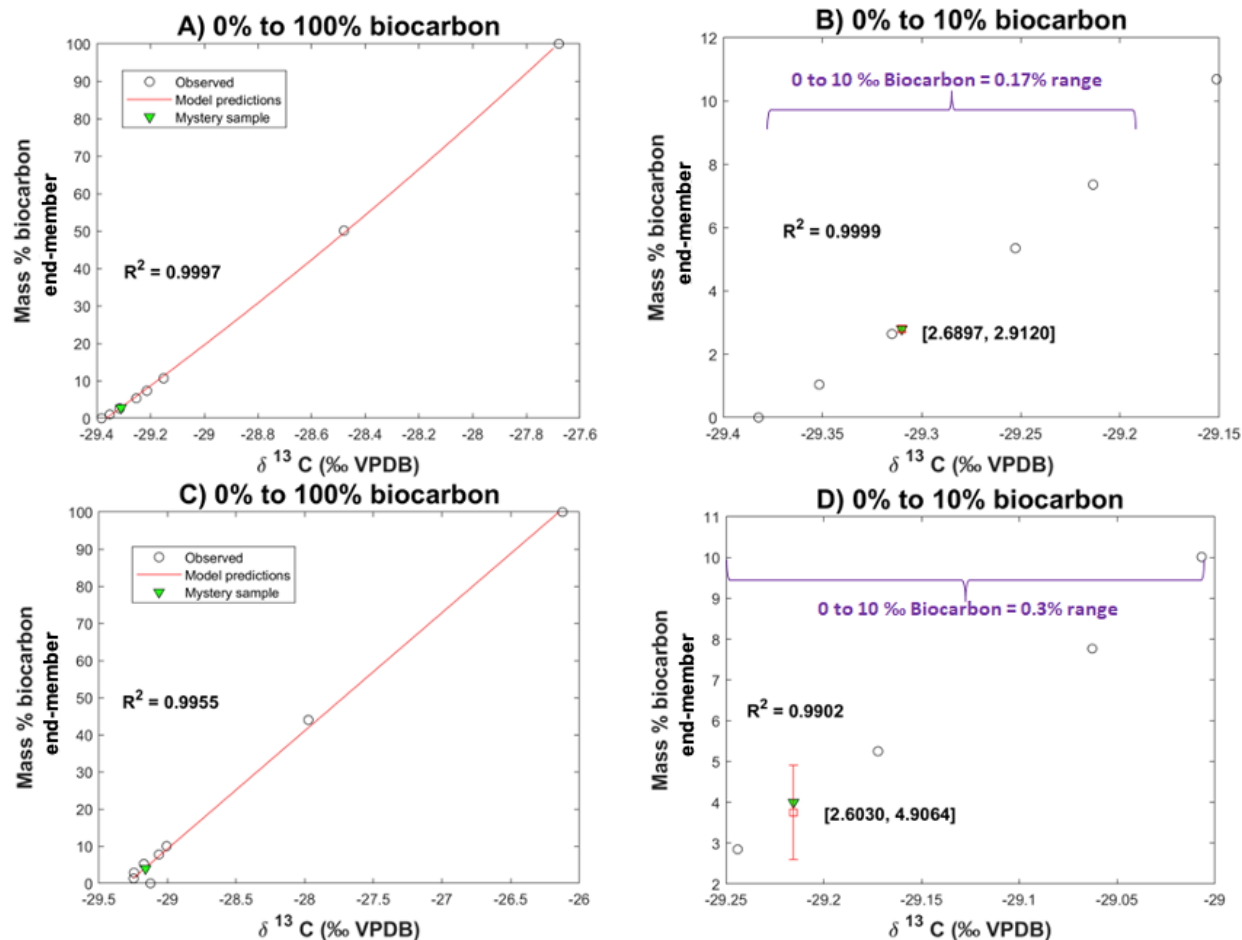 A) 0% to 100% biocarbon
Mass % biocarbon
end-member
100
90
80
70
60
50
40
30
20
10
0
Observed
Model predictions
Mystery sample
R² = 0.9997
-29.4 -29.2 -29 -28.8 -28.6 -28.4 -28.2 -28 -27.8 -27.6
δ ¹³ C (‰ VPDB)
B) 0% to 10% biocarbon
Mass % biocarbon
end-member
12
10
8
6
4
2
0
0 to 10 ‰ Biocarbon = 0.17% range
R² = 0.9999
[2.6897, 2.9120]
-29.4 -29.35 -29.3 -29.25 -29.2 -29.15
δ ¹³ C (‰ VPDB)
C) 0% to 100% biocarbon
Mass % biocarbon
end-member
100
90
80
70
60
50
40
30
20
10
0
Observed
Model predictions
Mystery sample
R² = 0.9955
-29.5 -29 -28.5 -28 -27.5 -27 -26.5 -26
δ ¹³ C (‰ VPDB)
D) 0% to 10% biocarbon
Mass % biocarbon
end-member
11
10
9
8
7
6
5
4
3
2
0 to 10 ‰ Biocarbon = 0.3% range
R² = 0.9902
[2.6030, 4.9064]
-29.25 -29.2 -29.15 -29.1 -29.05 -29
δ ¹³ C (‰ VPDB)